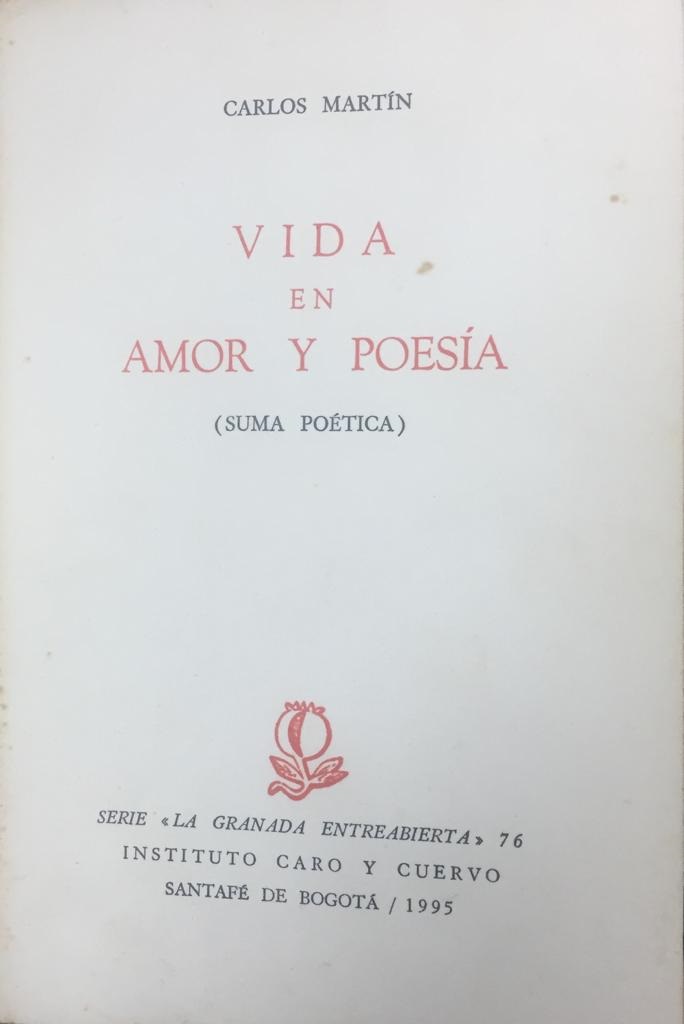 CARLOS MARTÍN
VIDA
EN
AMOR Y POESÍA
(SUMA POÉTICA)
SERIE «LA GRANADA ENTREABIERTA» 76
INSTITUTO CARO Y CUERVO
SANTAFÉ DE BOGOTÁ / 1995